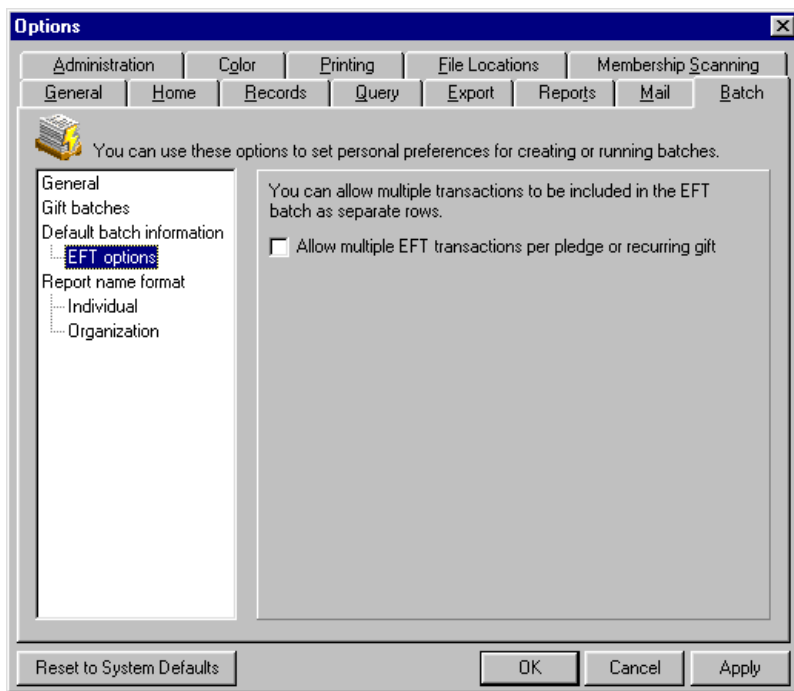 Options
Administration Color Printing File Locations Membership Scanning
General Home Records Query Export Reports Mail Batch
You can use these options to set personal preferences for creating or running batches.
General
Gift batches
Default batch information
EFT options
Report name format
Individual
Organization
You can allow multiple transactions to be included in the EFT
batch as separate rows.
Allow multiple EFT transactions per pledge or recurring gift
Reset to System Defaults OK Cancel Apply